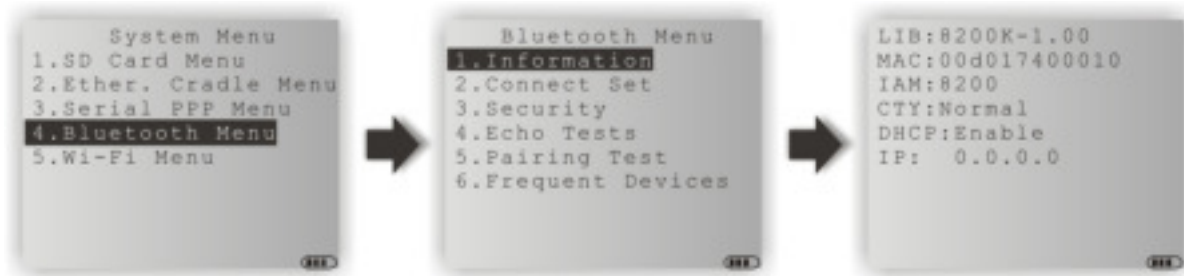 System Menu
1.SD Card Menu
2.Ether. Cradle Menu
3.Serial PPP Menu
4.Bluetooth Menu
5.Wi-Fi Menu
Bluetooth Menu
1.Information
2.Connect Set
3.Security
4.Echo Tests
5.Pairing Test
6.Frequent Devices
LIB:8200K-1.00
MAC:00d017400010
IAM:8200
CTY:Normal
DHCP:Enable
IP: 0.0.0.0